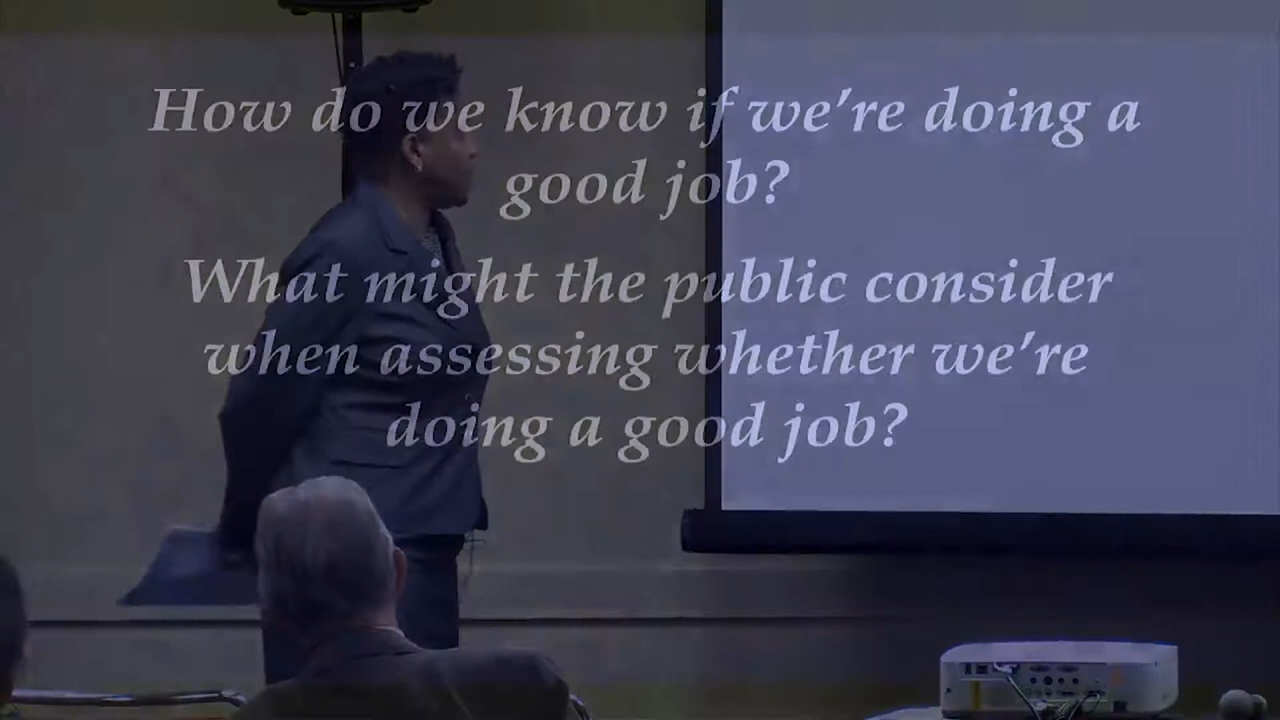 How do we know if we're doing a
good job?
What might the public consider
when assessing whether we're
doing a good job?